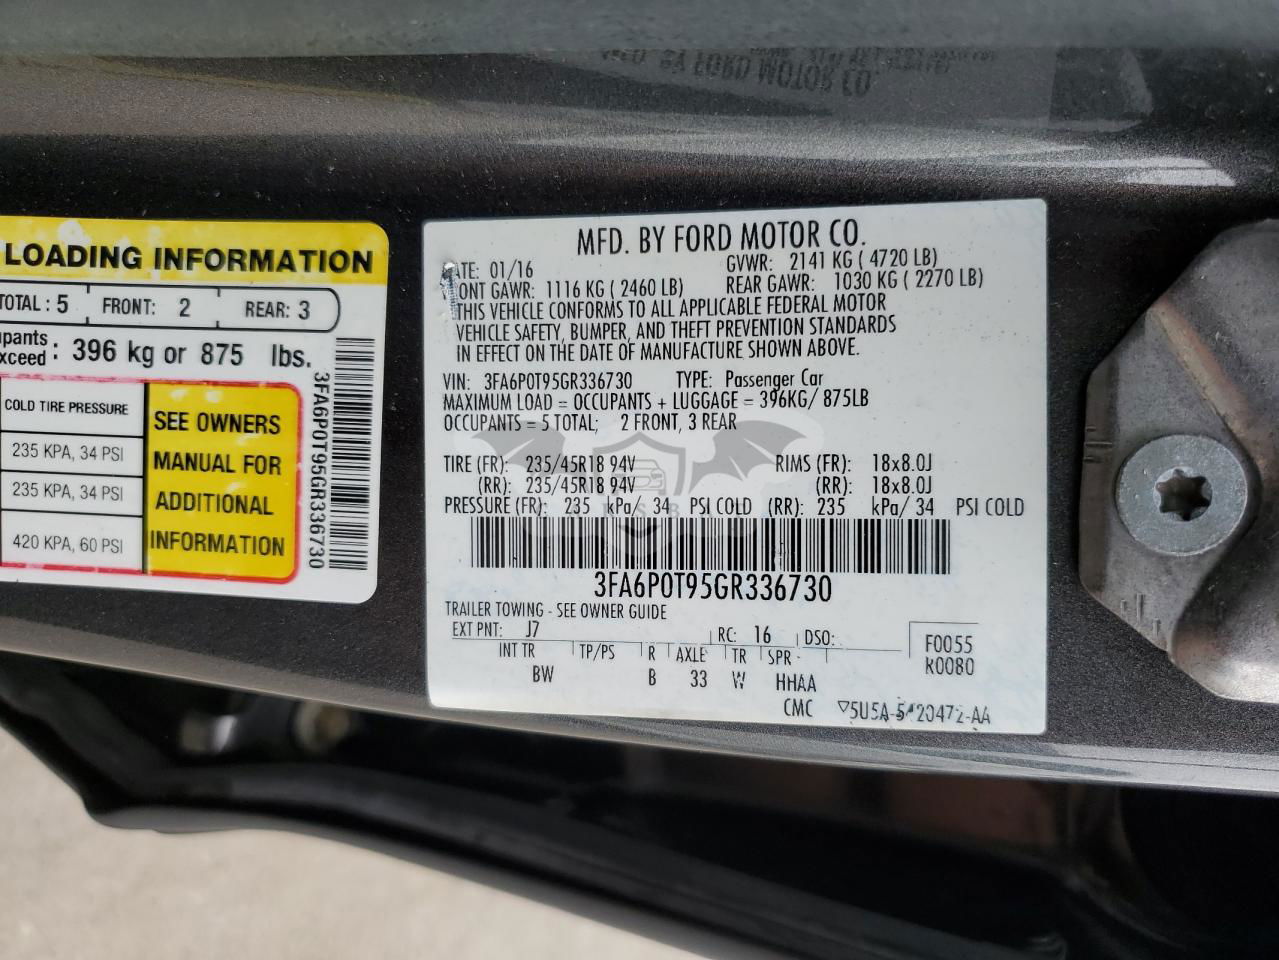 LOADING INFORMATION
TOTAL: 5 FRONT: 2 REAR: 3
396 kg or 875 lbs.
COLD TIRE PRESSURE
235 KPA, 34 PSI
235 KPA, 34 PSI
420 KPA, 60 PSI
SEE OWNERS
MANUAL FOR
ADDITIONAL
INFORMATION
3FA6P0T95GR336730
MFD. BY FORD MOTOR CO.
01/16 GVWR: 2141 KG ( 4720 LB)
GAWR: 1116 KG ( 2460 LB) REAR GAWR: 1030 KG ( 2270 LB)
THIS VEHICLE CONFORMS TO ALL APPLICABLE FEDERAL MOTOR
VEHICLE SAFETY, BUMPER, AND THEFT PREVENTION STANDARDS
IN EFFECT ON THE DATE OF MANUFACTURE SHOWN ABOVE.
VIN: 3FA6P0T95GR336730 TYPE: Passenger Car
MAXIMUM LOAD = OCCUPANTS + LUGGAGE = 396KG/ 875LB
OCCUPANTS = 5 TOTAL; 2 FRONT, 3 REAR
TIRE (FR): 235/45R18 94V RIMS (FR): 18x8.0J
(RR): 235/45R18 94V (RR): 18x8.0J
PRESSURE (FR): 235 kPa/ 34 PSI COLD (RR): 235 kPa/ 34 PSI COLD
3FA6P0T95GR336730
TRAILER TOWING - SEE OWNER GUIDE
EXT PNT: J7 RC: 16 DSO: F0055
INT TR TP/PS R AXLE TR SPR R0080
BW B 33 W HHAA
CMC